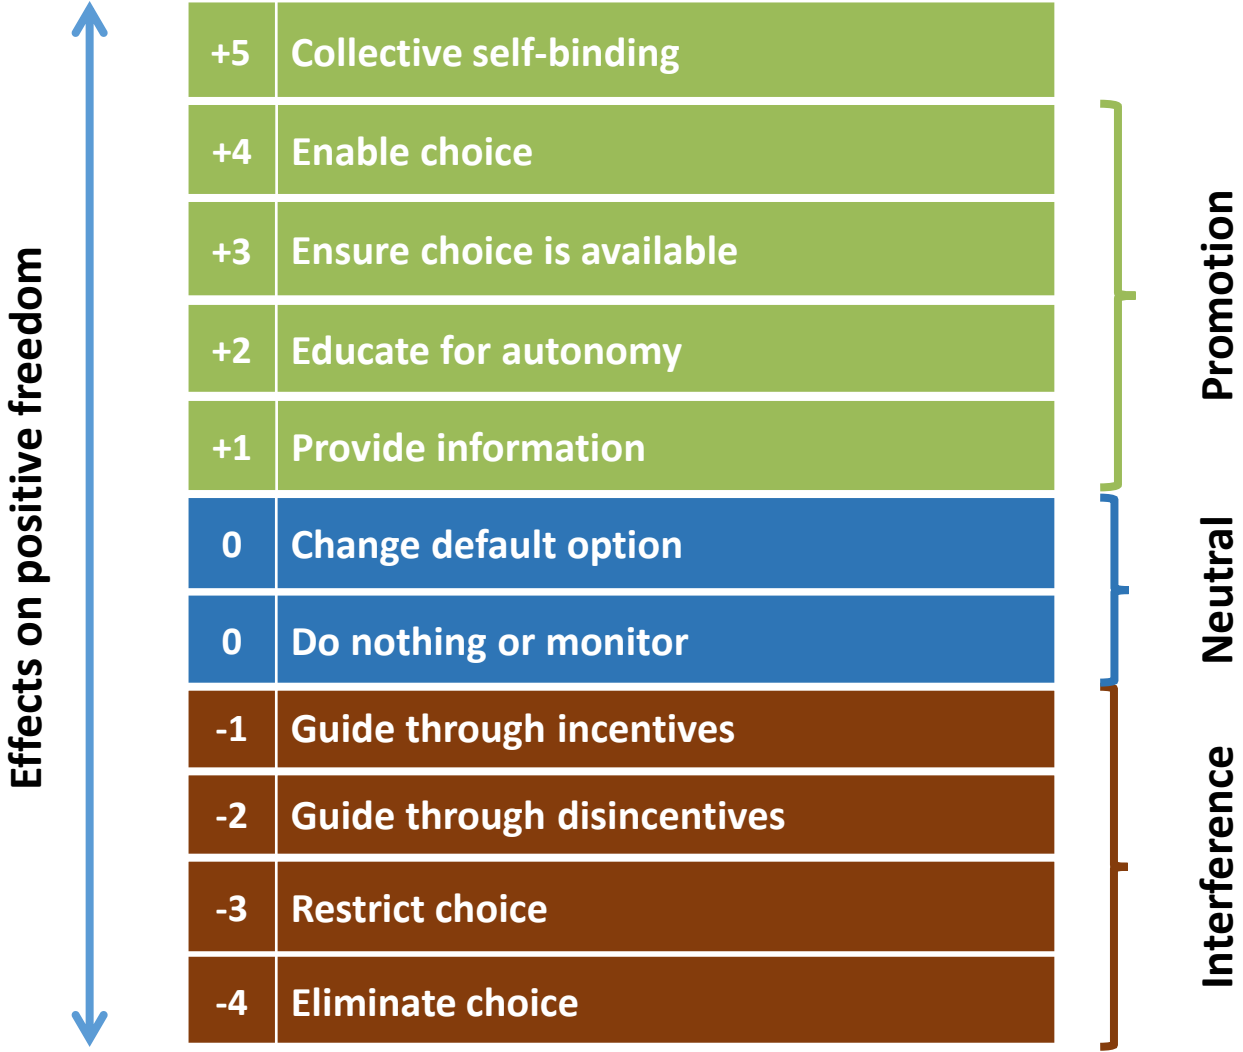 Effects on positive freedom
+5 Collective self-binding
+4 Enable choice
+3 Ensure choice is available
+2 Educate for autonomy
+1 Provide information
0 Change default option
0 Do nothing or monitor
-1 Guide through incentives
-2 Guide through disincentives
-3 Restrict choice
-4 Eliminate choice
Promotion
Neutral
Interference